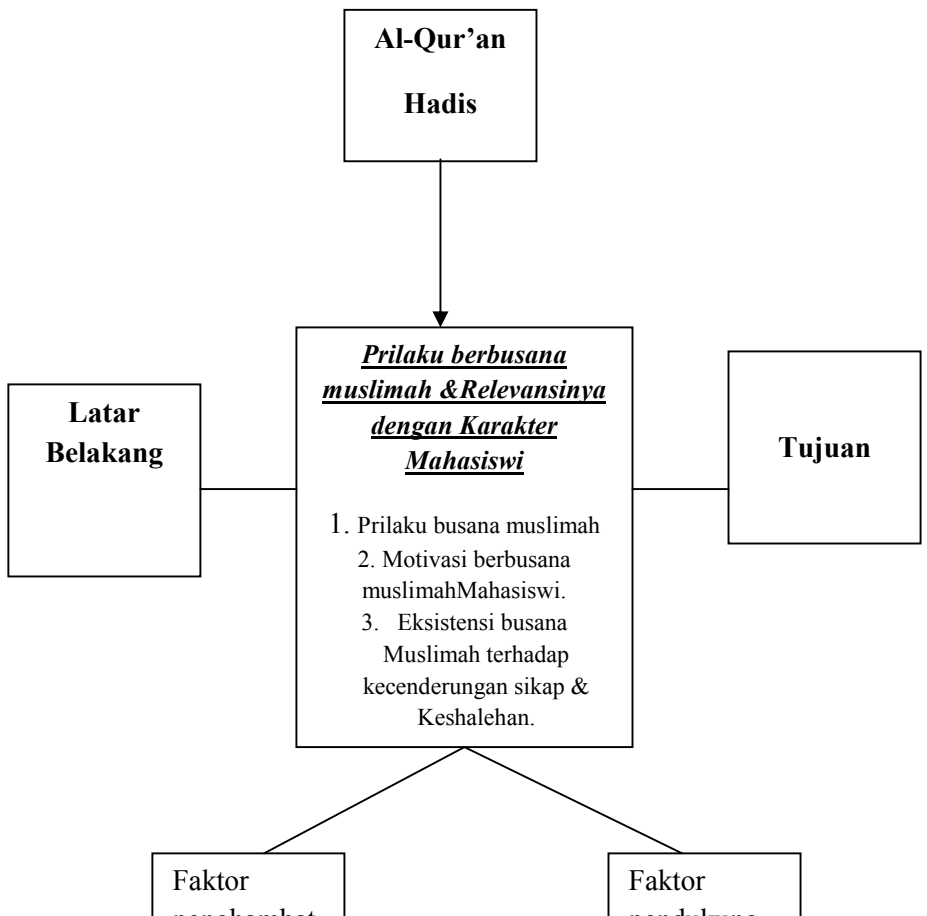 Al-Qur’an
Hadis
Prilaku berbusana
muslimah &Relevansinya
dengan Karakter
Mahasiswi
1. Prilaku busana muslimah
2. Motivasi berbusana
muslimahMahasiswi.
3. Eksistensi busana
Muslimah terhadap
kecenderungan sikap &
Keshalehan.
Latar
Belakang
Tujuan
Faktor
Faktor